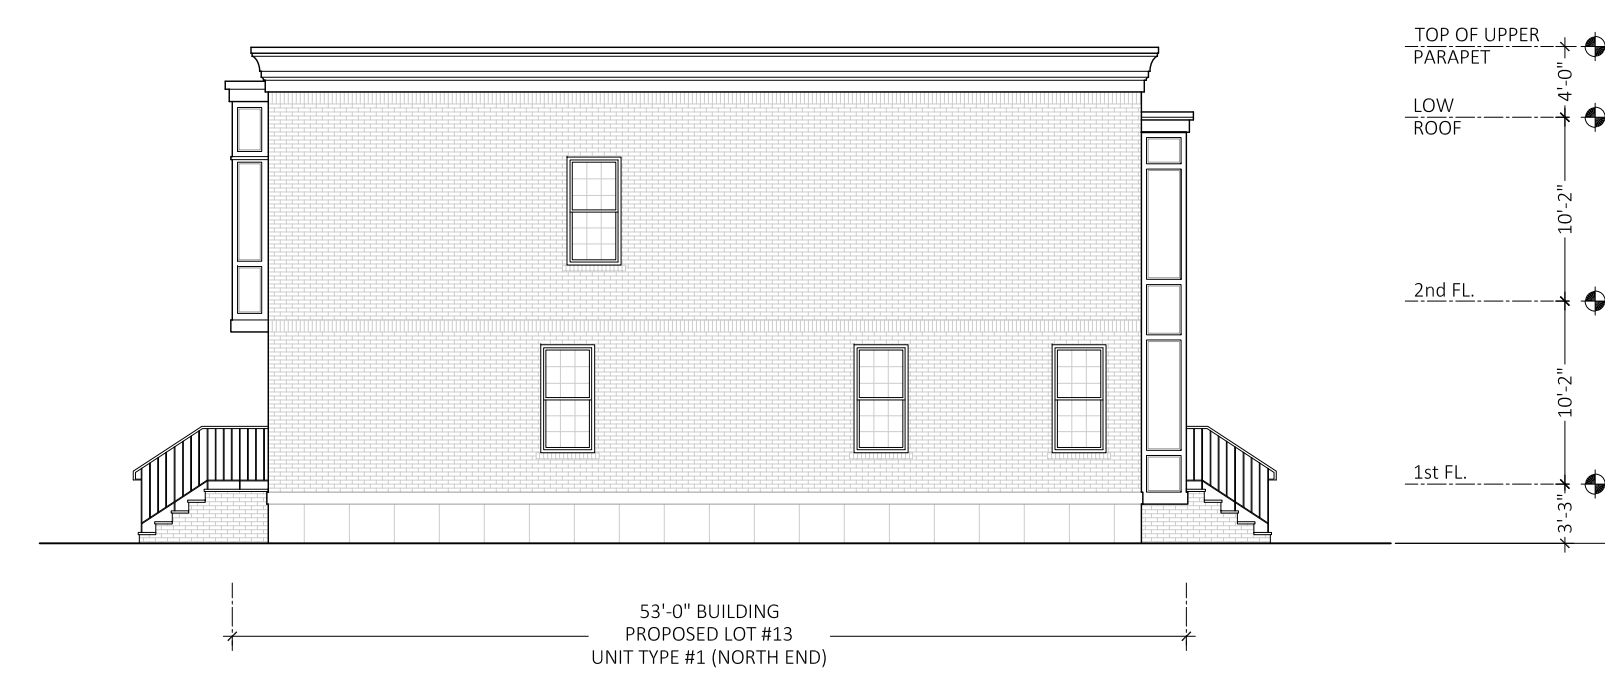 TOP OF UPPER
PARAPET
4'-0"
LOW
ROOF
10'-2"
2nd FL.
10'-2"
1st FL.
3'-3"
53'-0" BUILDING
PROPOSED LOT #13
UNIT TYPE #1 (NORTH END)